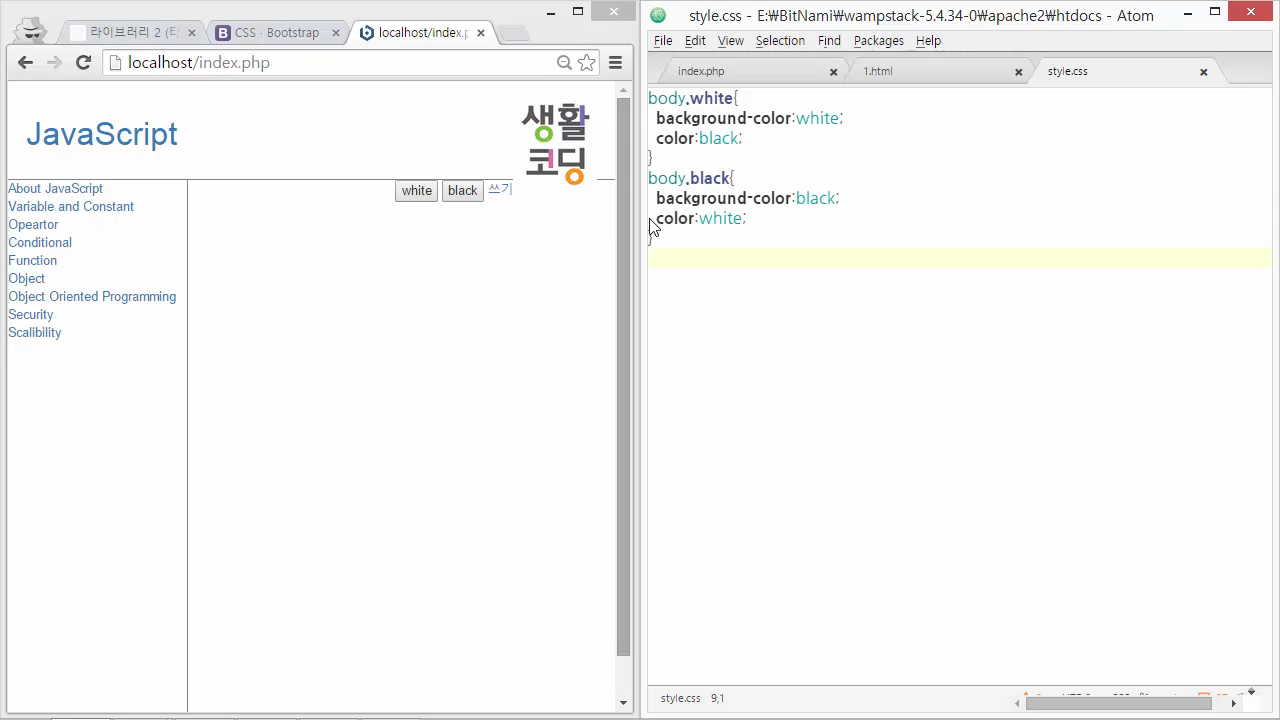 라이브러리 2 (터
CSS · Bootstrap
localhost/index.p
localhost/index.php
JavaScript
생활
코딩
About JavaScript
Variable and Constant
Opeartor
Conditional
Function
Object
Object Oriented Programming
Security
Scalibility
white black 쓰기
style.css - E:₩BitNami₩wampstack-5.4.34-0₩apache2₩htdocs - Atom
File Edit View Selection Find Packages Help
index.php 1.html style.css
body.white{
background-color:white;
color:black;
}
body.black{
background-color:black;
color:white;
}
style.css 9,1